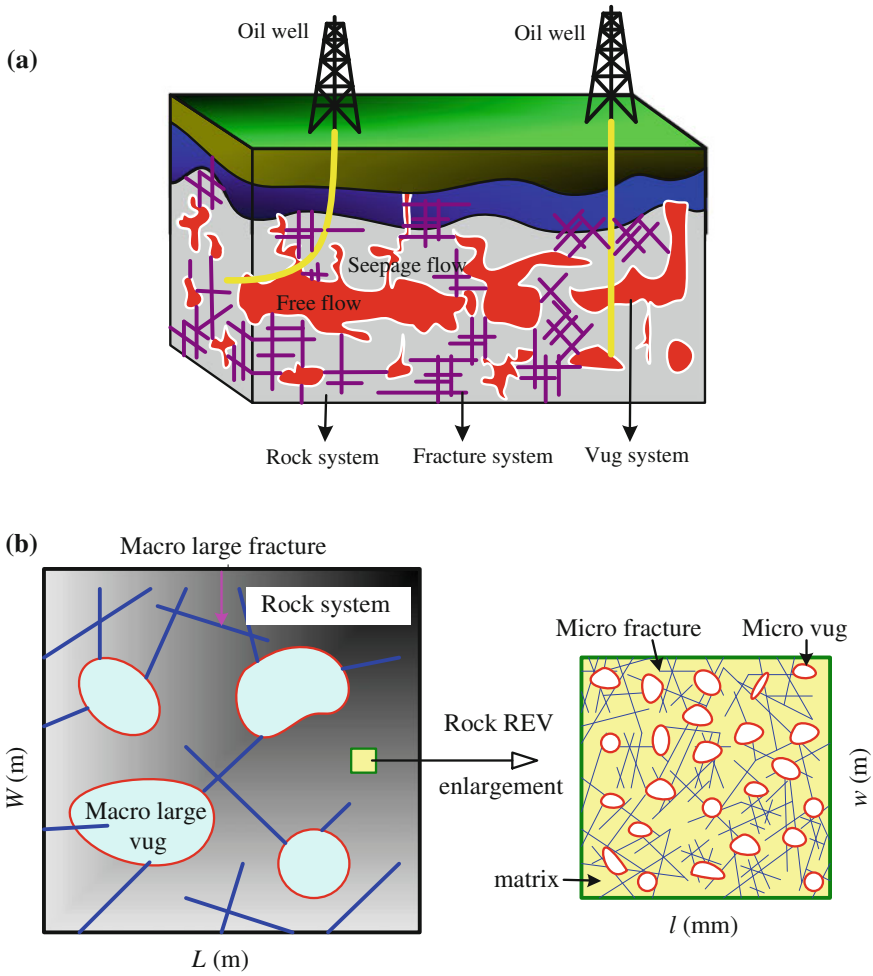 (a)
Oil well
Oil well
Seepage flow
Free flow
Rock system
Fracture system
Vug system
(b)
Macro large fracture
Rock system
Macro large
vug
W (m)
L (m)
Rock REV
enlargement
Micro fracture
Micro vug
matrix
w (m)
l (mm)